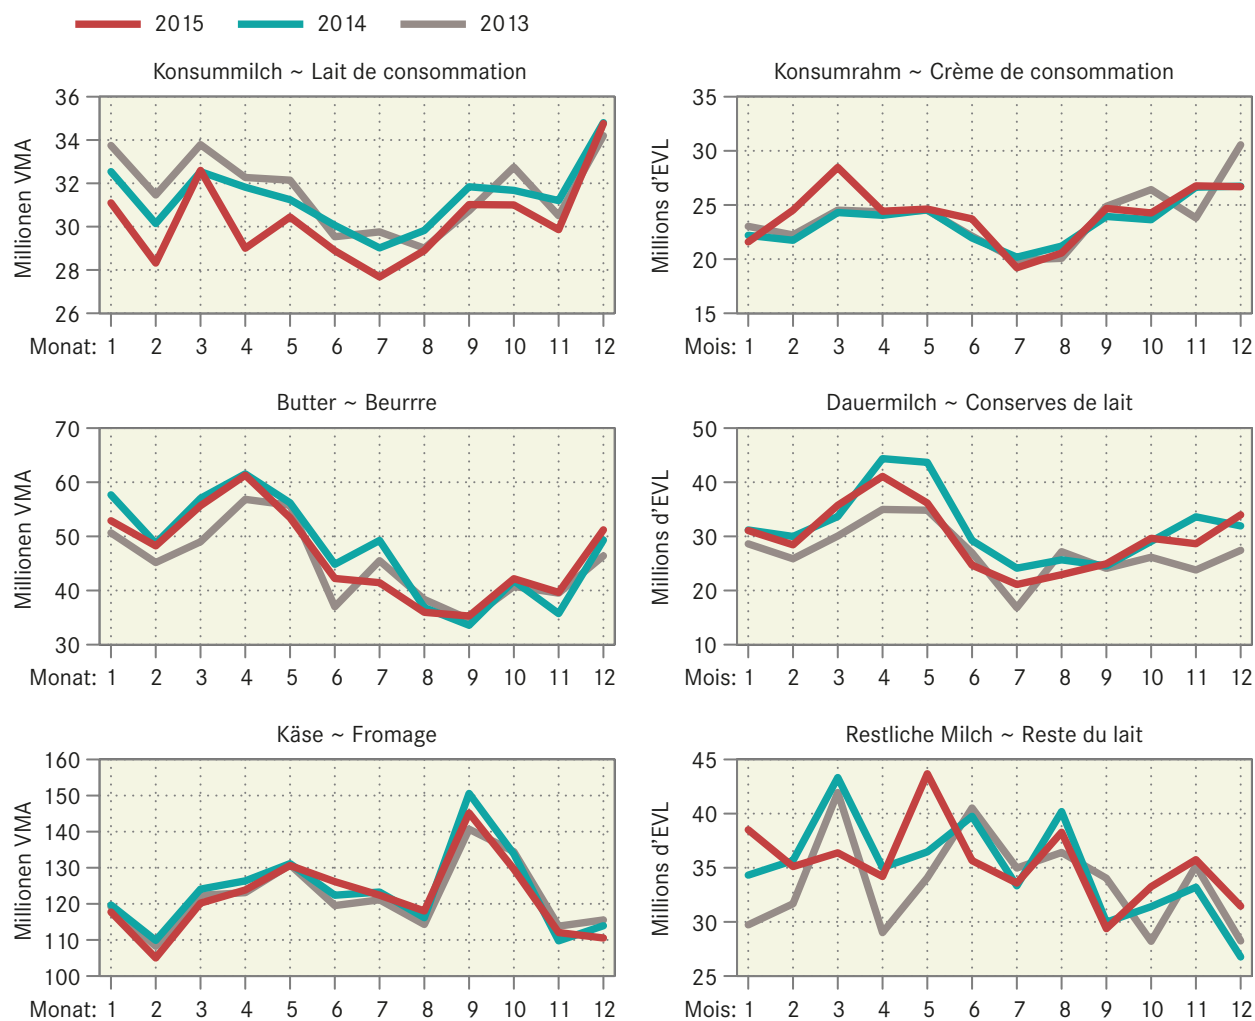 2015 2014 2013
Konsummilch ~ Lait de consommation
Millionen VMA
36
34
32
30
28
26
Monat: 1 2 3 4 5 6 7 8 9 10 11 12
Konsumrahm ~ Crème de consommation
Millions d'EVL
35
30
25
20
15
Mois: 1 2 3 4 5 6 7 8 9 10 11 12
Butter ~ Beurrre
Millionen VMA
70
60
50
40
30
Monat: 1 2 3 4 5 6 7 8 9 10 11 12
Dauermilch ~ Conserves de lait
Millions d'EVL
50
40
30
20
10
Mois: 1 2 3 4 5 6 7 8 9 10 11 12
Käse ~ Fromage
Millionen VMA
160
150
140
130
120
110
100
Monat: 1 2 3 4 5 6 7 8 9 10 11 12
Restliche Milch ~ Reste du lait
Millions d'EVL
45
40
35
30
25
Mois: 1 2 3 4 5 6 7 8 9 10 11 12